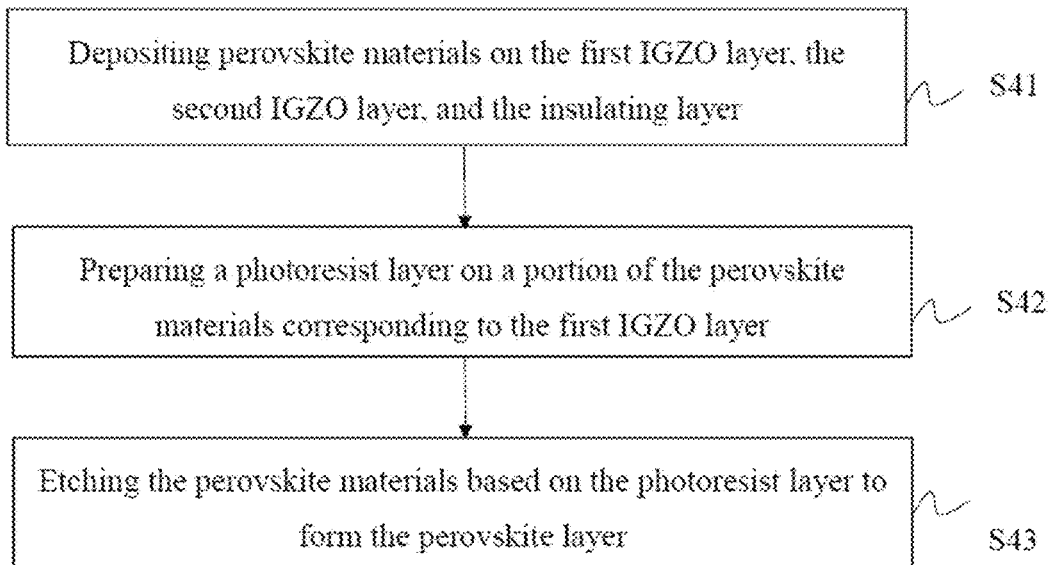 Depositing perovskite materials on the first IGZO layer, the
second IGZO layer, and the insulating layer
S41
Preparing a photoresist layer on a portion of the perovskite
materials corresponding to the first IGZO layer
S42
Etching the perovskite materials based on the photoresist layer to
form the perovskite layer
S43